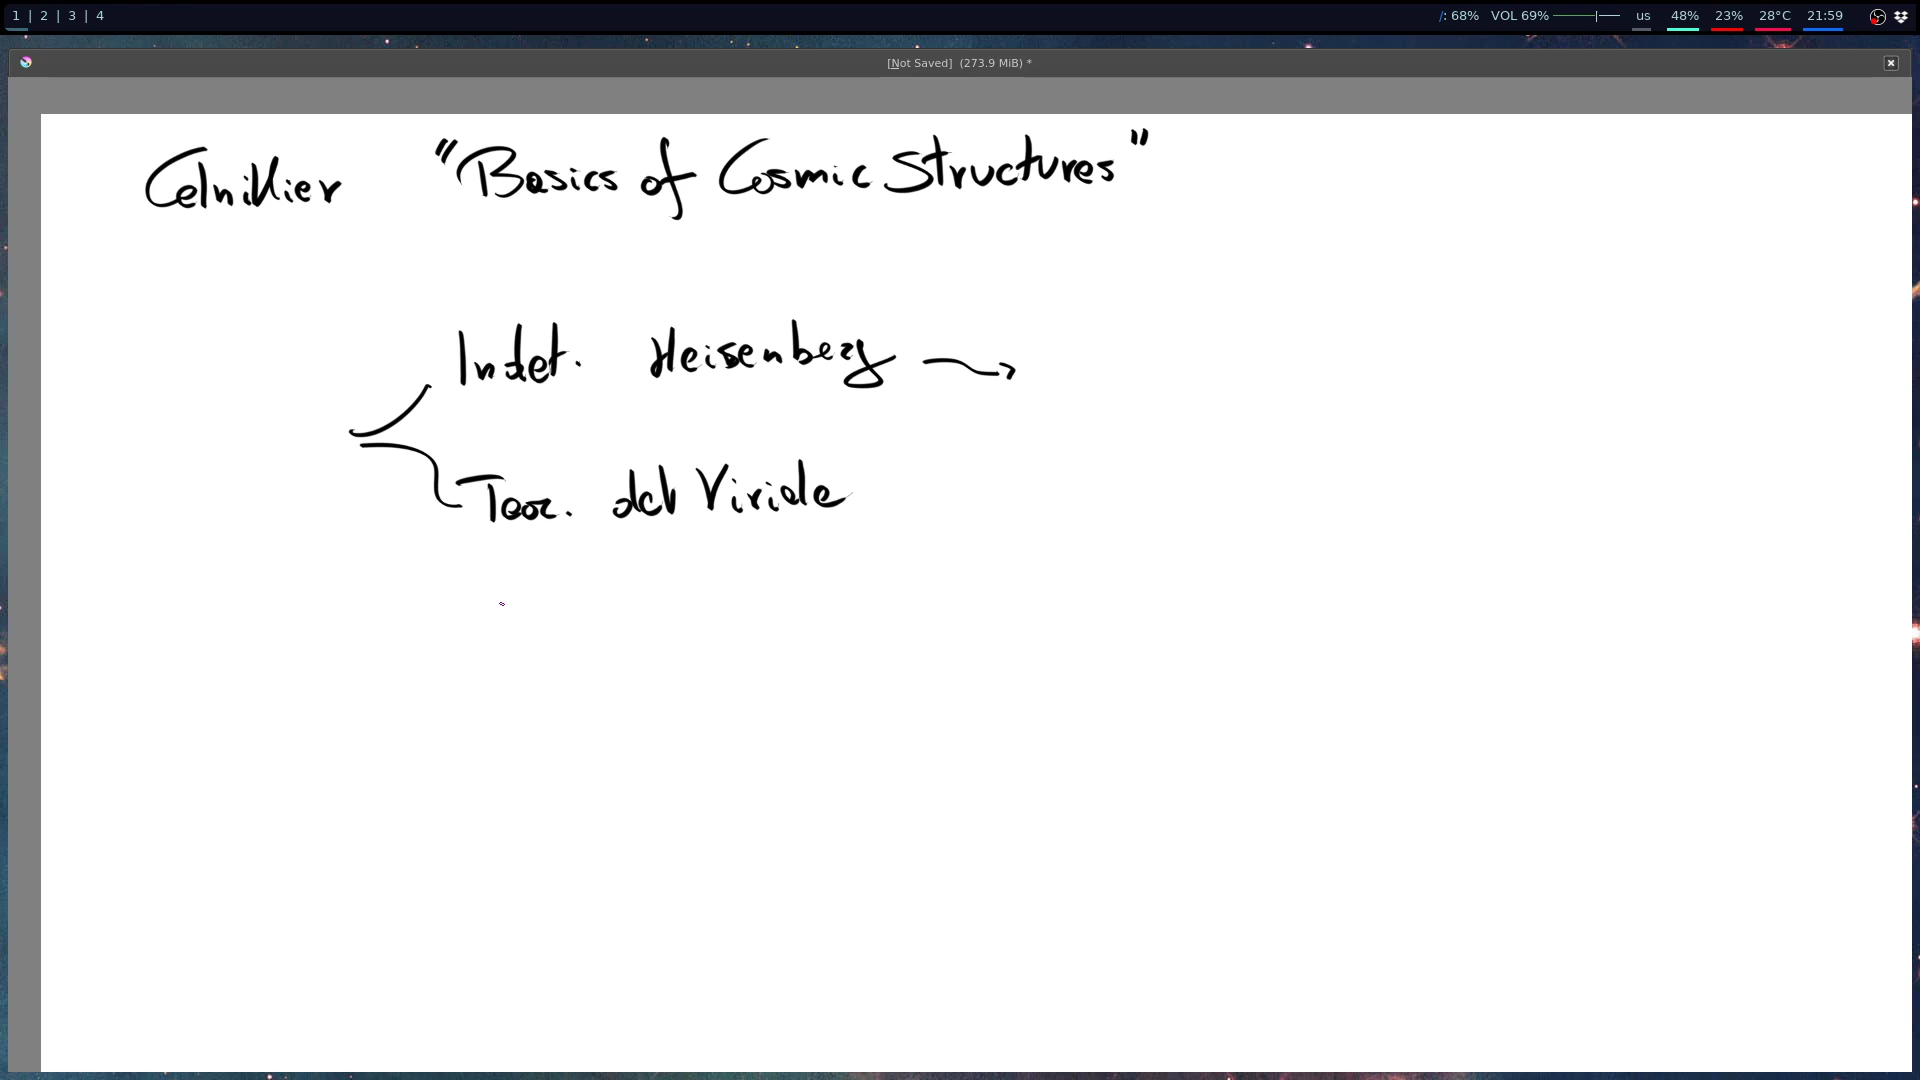 1 | 2 | 3 | 4 /: 68% VOL 69% us 48% 23% 28°C 21:59
[Not Saved] (273.9 MiB) *
Celnikier "Basics of Cosmic Structures"
Indet. Heisenberg
Teor. del Viriale